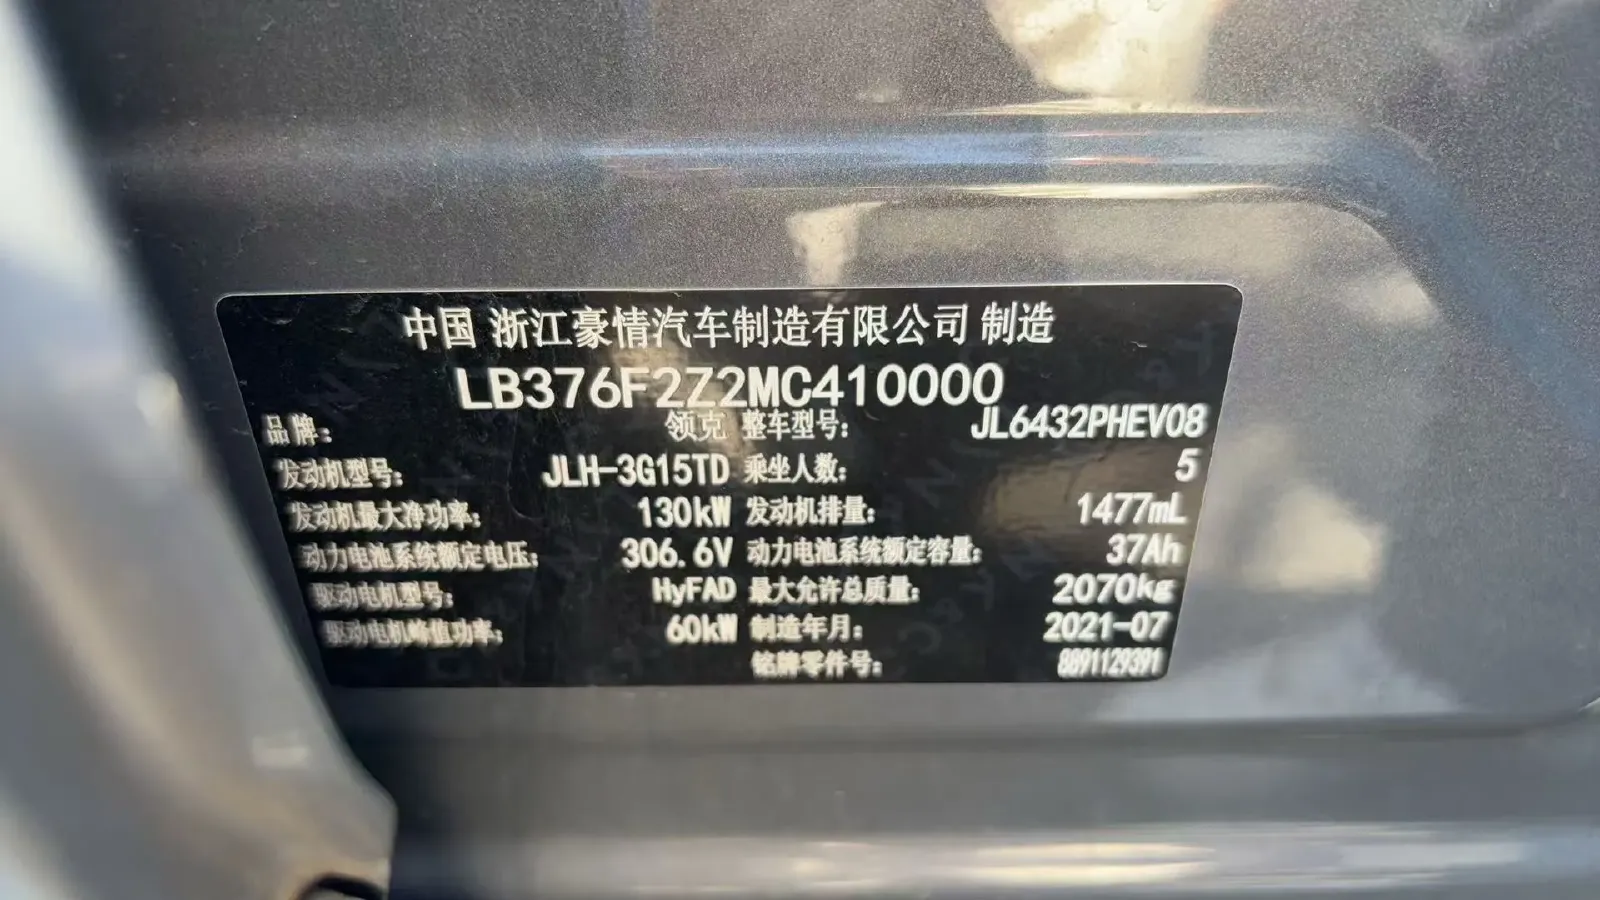 中国 浙江豪情汽车制造有限公司 制造
LB376F2Z2MC410000
品牌: 领克 整车型号: JL6432PHEV08
发动机型号: JLH-3G15TD 乘坐人数: 5
发动机最大净功率: 130kW 发动机排量: 1477mL
动力电池系统额定电压: 306.6V 动力电池系统额定容量: 37Ah
驱动电机型号: HyFAD 最大允许总质量: 2070kg
驱动电机峰值功率: 60kW 制造年月: 2021-07
铭牌零件号: 8891129391